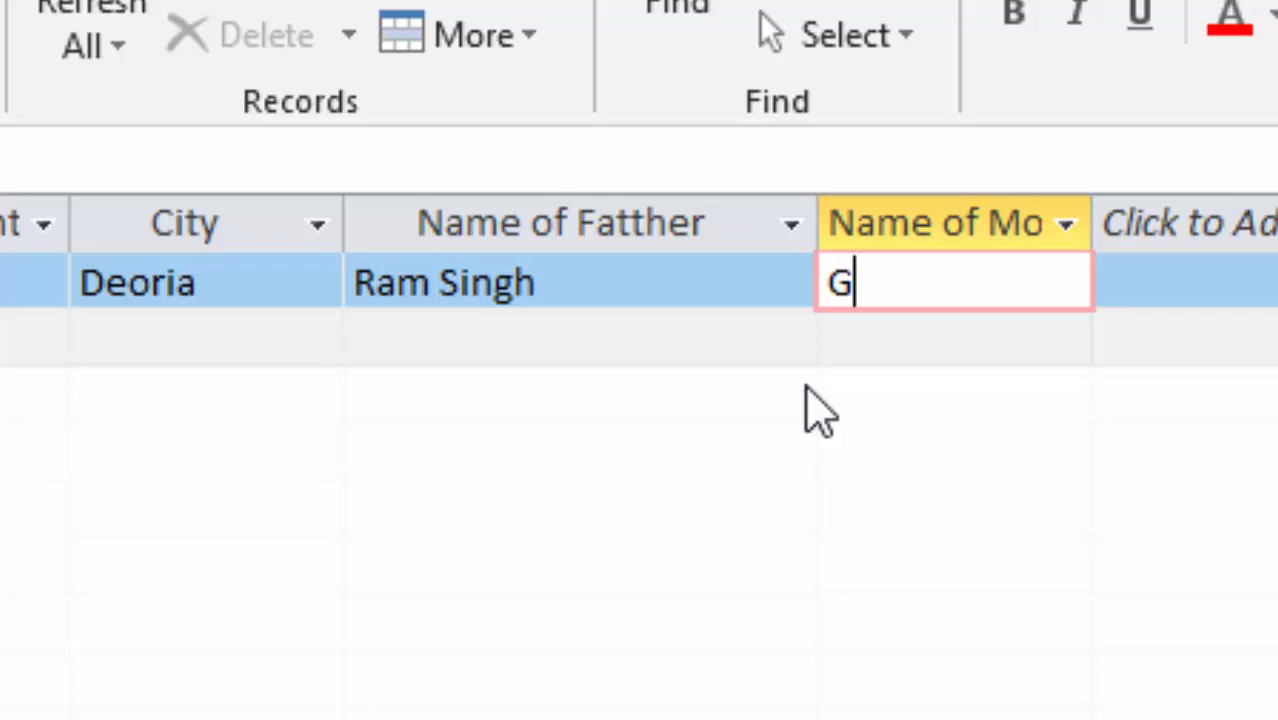 Refresh
All
Delete
More
Records
Find
Select
Find
B I U A
nt City Name of Fatther Name of Mo Click to Ad
Deoria Ram Singh G